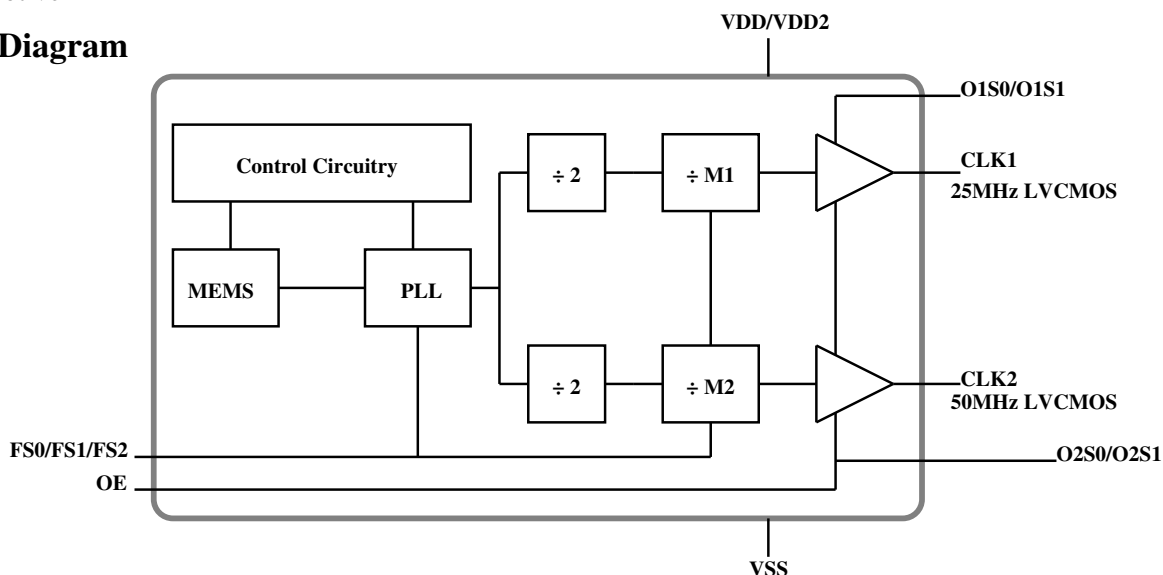 Diagram
VDD/VDD2
O1S0/O1S1
Control Circuitry
÷ 2
÷ M1
CLK1
25MHz LVCMOS
MEMS
PLL
÷ 2
÷ M2
CLK2
50MHz LVCMOS
FS0/FS1/FS2
O2S0/O2S1
OE
VSS